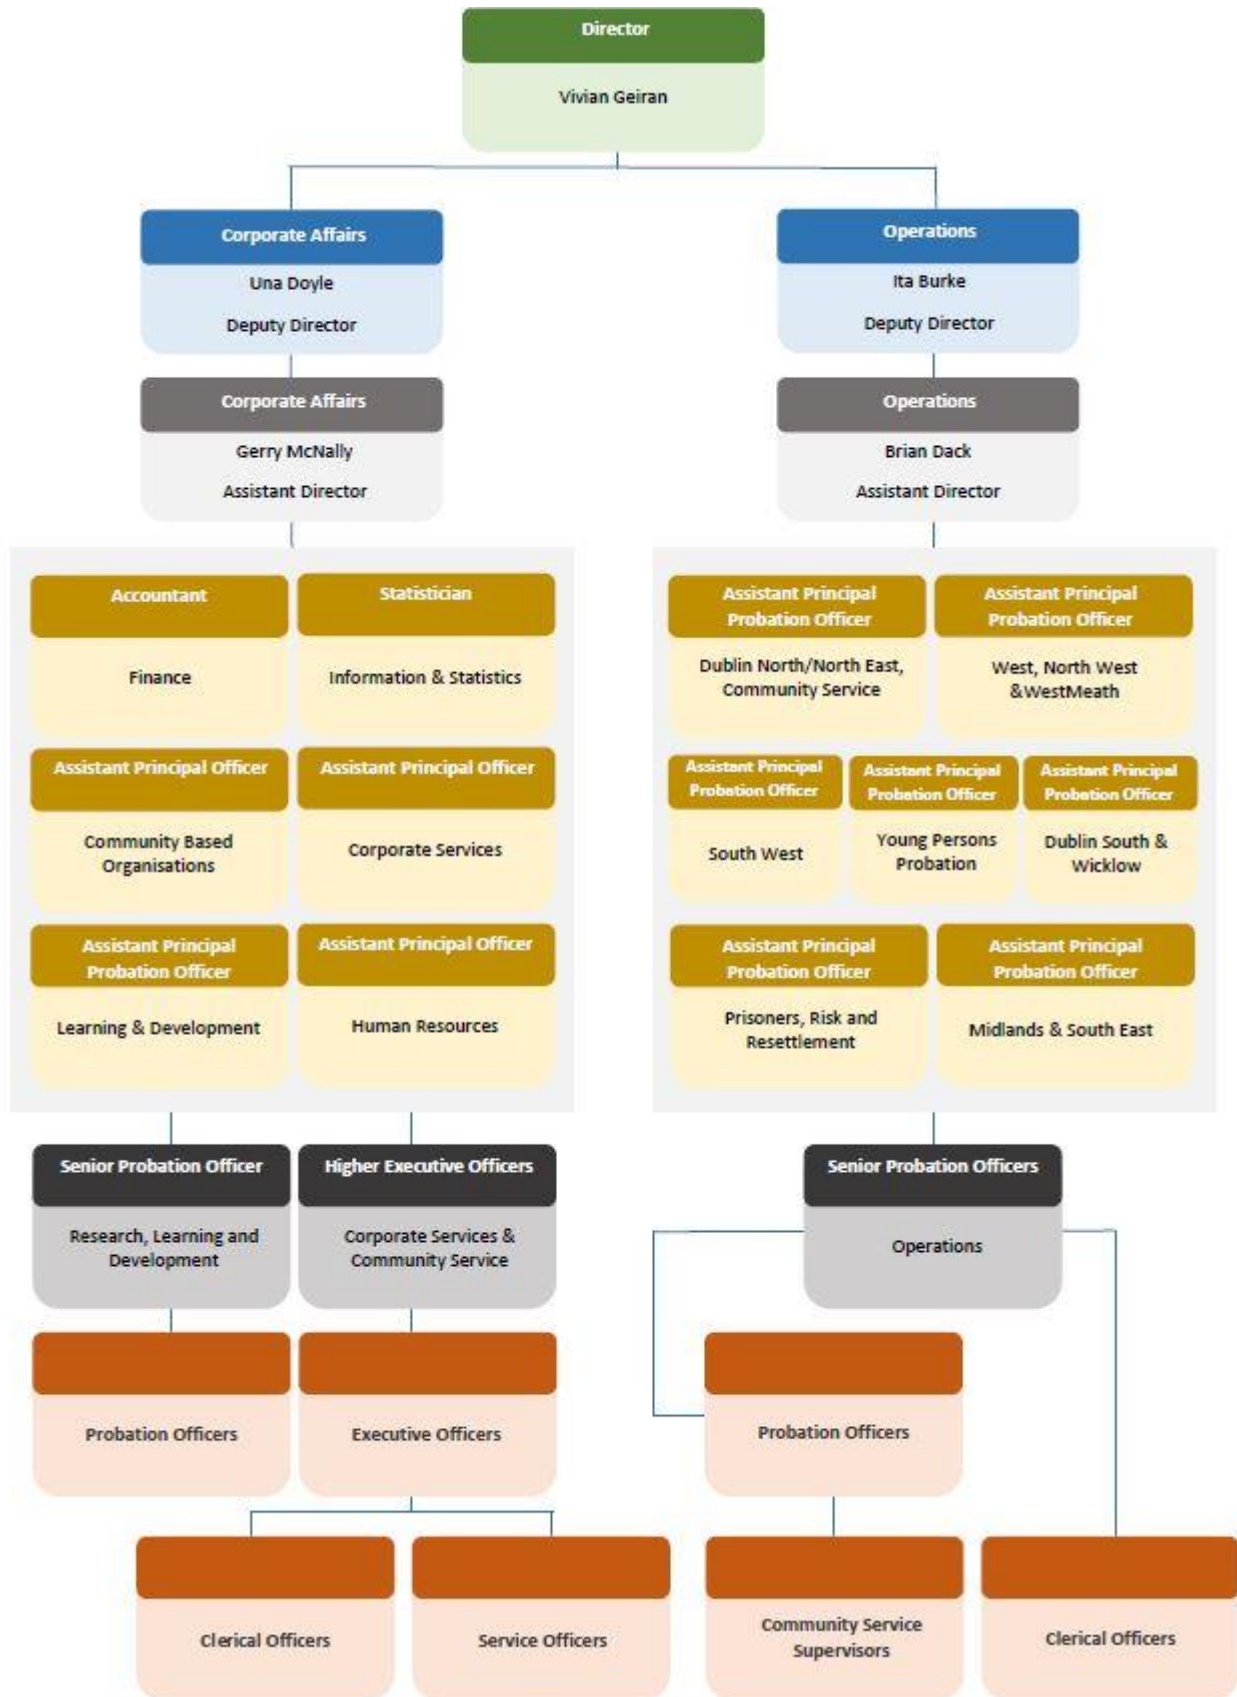 Director
Vivian Geiran
Corporate Affairs
Una Doyle
Deputy Director
Operations
Ita Burke
Deputy Director
Corporate Affairs
Gerry McNally
Assistant Director
Operations
Brian Dack
Assistant Director
Accountant
Finance
Statistician
Information & Statistics
Assistant Principal Officer
Community Based
Organisations
Assistant Principal Officer
Corporate Services
Assistant Principal
Probation Officer
Learning & Development
Assistant Principal Officer
Human Resources
Assistant Principal
Probation Officer
Dublin North/North East,
Community Service
Assistant Principal
Probation Officer
West, North West
&WestMeath
Assistant Principal
Probation Officer
South West
Assistant Principal
Probation Officer
Young Persons
Probation
Assistant Principal
Probation Officer
Dublin South &
Wicklow
Assistant Principal
Probation Officer
Prisoners, Risk and
Resettlement
Assistant Principal
Probation Officer
Midlands & South East
Senior Probation Officer
Research, Learning and
Development
Higher Executive Officers
Corporate Services &
Community Service
Senior Probation Officers
Operations
Probation Officers
Executive Officers
Probation Officers
Clerical Officers
Service Officers
Community Service
Supervisors
Clerical Officers